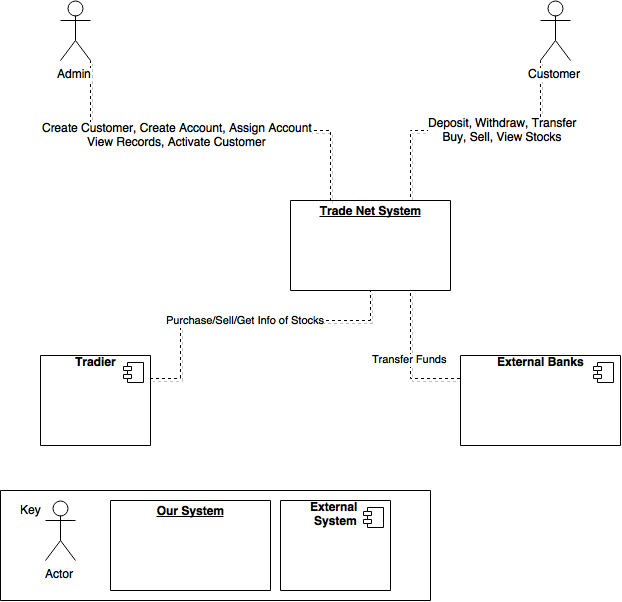 Admin
Customer
Create Customer, Create Account, Assign Account
View Records, Activate Customer
Deposit, Withdraw, Transfer
Buy, Sell, View Stocks
Trade Net System
Purchase/Sell/Get Info of Stocks
Transfer Funds
Tradier
External Banks
Key
Actor
Our System
External
System